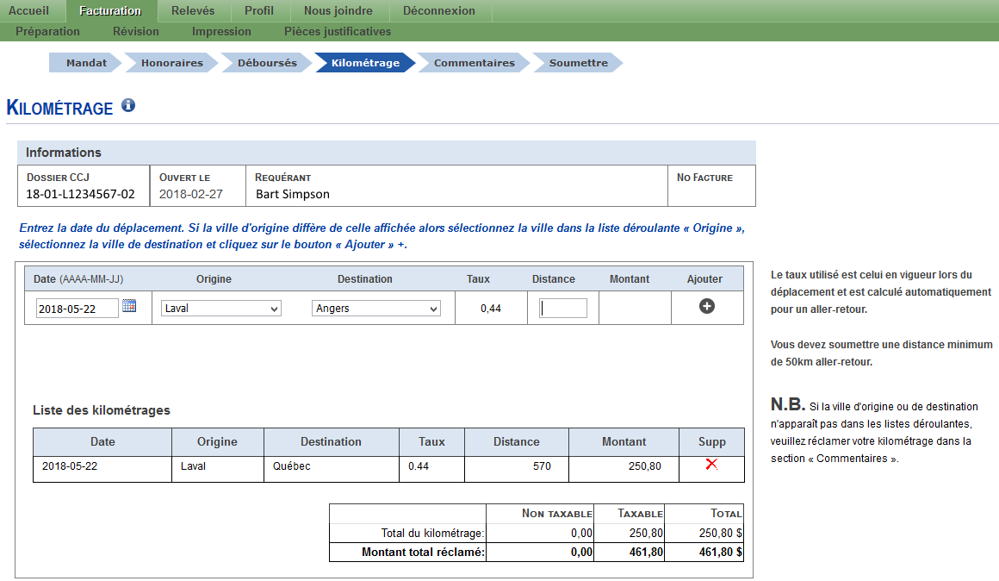 Accueil Facturation Relevés Profil Nous joindre Déconnexion
Préparation Révision Impression Pièces justificatives
Mandat Honoraires Déboursés Kilométrage Commentaires Soumettre
KILOMÉTRAGE
Informations
DOSSIER CCJ OUVERT LE REQUÉRANT NO FACTURE
18-01-L1234567-02 2018-02-27 Bart Simpson
Entrez la date du déplacement. Si la ville d'origine diffère de celle affichée alors sélectionnez la ville dans la liste déroulante « Origine »,
sélectionnez la ville de destination et cliquez sur le bouton « Ajouter » +.
Date (AAAA-MM-JJ) Origine Destination Taux Distance Montant Ajouter
2018-05-22 Laval Angers 0,44
Le taux utilisé est celui en vigueur lors du
déplacement et est calculé automatiquement
pour un aller-retour.
Vous devez soumettre une distance minimum
de 50km aller-retour.
N.B. Si la ville d'origine ou de destination
n'apparaît pas dans les listes déroulantes,
veuillez réclamer votre kilométrage dans la
section « Commentaires ».
Liste des kilométrages
Date Origine Destination Taux Distance Montant Supp
2018-05-22 Laval Québec 0.44 570 250,80
NON TAXABLE TAXABLE TOTAL
Total du kilométrage: 0,00 250,80 250,80 $
Montant total réclamé: 0,00 461,80 461,80 $